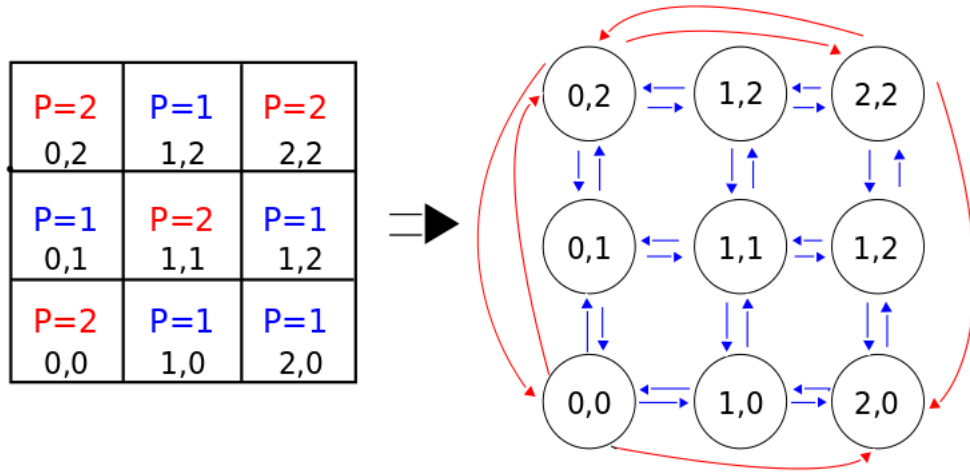 P=2 P=1 P=2
0,2 1,2 2,2
P=1 P=2 P=1
0,1 1,1 1,2
P=2 P=1 P=1
0,0 1,0 2,0
0,2 1,2 2,2
0,1 1,1 1,2
0,0 1,0 2,0